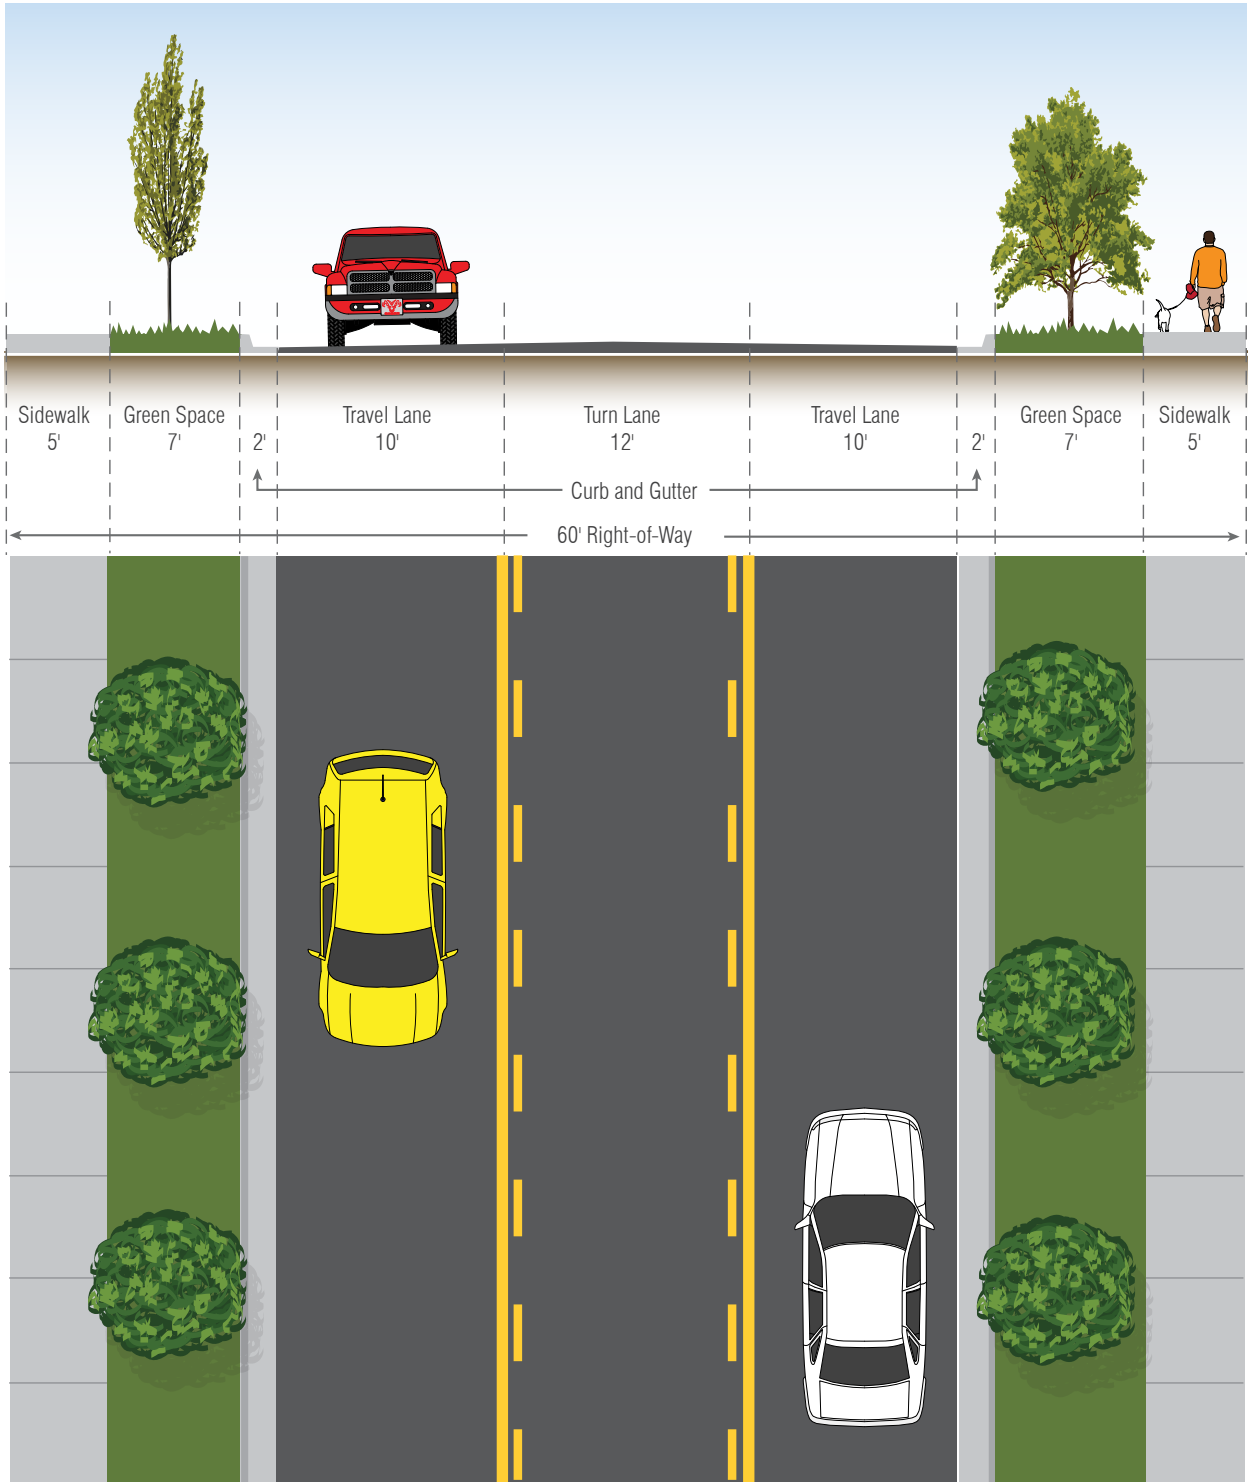 Sidewalk
5'
Green Space
7'
2'
Travel Lane
10'
Turn Lane
12'
Travel Lane
10'
2'
Green Space
7'
Sidewalk
5'
Curb and Gutter
60' Right-of-Way